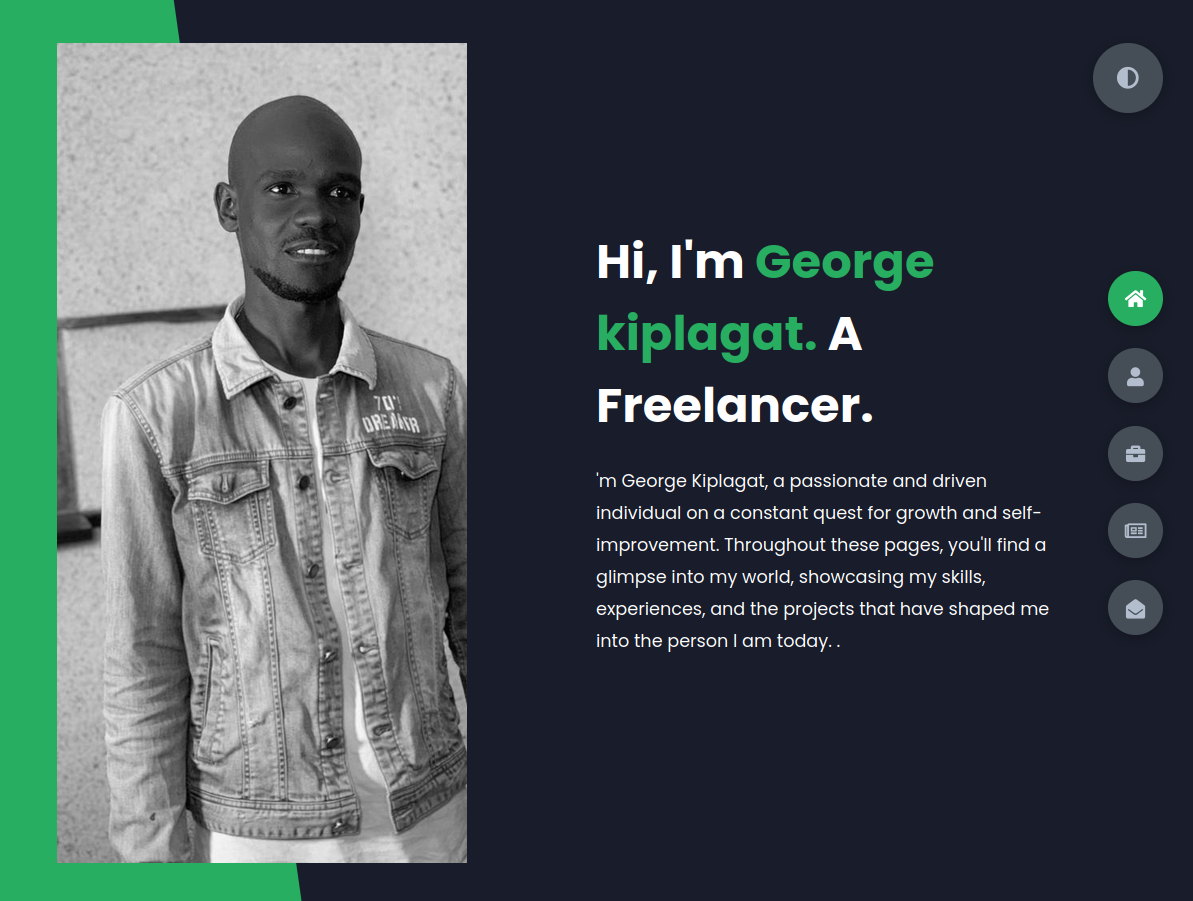 Hi, I'm George
kiplagat. A
Freelancer.
'm George Kiplagat, a passionate and driven
individual on a constant quest for growth and self-
improvement. Throughout these pages, you'll find a
glimpse into my world, showcasing my skills,
experiences, and the projects that have shaped me
into the person I am today. .